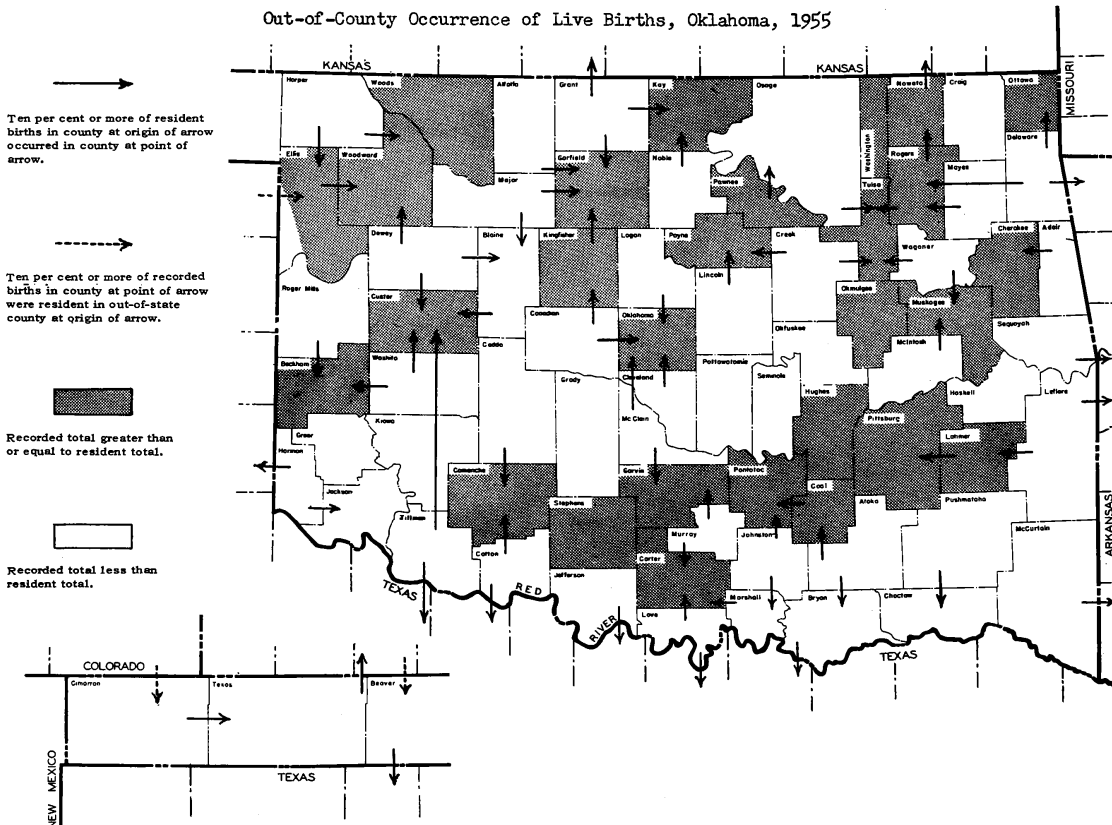 Out-of-County Occurrence of Live Births, Oklahoma, 1955
Ten per cent or more of resident
births in county at origin of arrow
occurred in county at point of
arrow.
Ten per cent or more of recorded
births in county at point of arrow
were resident in out-of-state
county at origin of arrow.
Recorded total greater than
or equal to resident total.
Recorded total less than
resident total.
KANSAS
KANSAS
MISSOURI
Harper
Woods
Alfalfa
Grant
Kay
Osage
Nowata
Craig
Ottawa
Delaware
Washington
Ellis
Woodward
Garfield
Noble
Rogers
Mayes
Major
Pawnee
Tulsa
Dewey
Blaine
Kingfisher
Logan
Payne
Creek
Wagoner
Cherokee
Adair
Lincoln
Roger Mills
Custer
Canadian
Oklahoma
Okmulgee
Muskogee
Okfuskee
Sequoyah
McIntosh
Beckham
Washita
Caddo
Cleveland
Pottawatomie
Seminole
Grady
Hughes
Haskell
Leflore
Pittsburg
McClain
Kiowa
Greer
Harmon
Latimer
Comanche
Garvin
Pontotoc
Coal
Jackson
Stephens
Atoka
Pushmataha
Tillman
McCurtain
ARKANSAS
Murray
Johnston
Cotton
Carter
Jefferson
TEXAS
RED
RIVER
Love
Marshall
Bryan
Choctaw
TEXAS
COLORADO
Cimarron
Texas
Beaver
NEW MEXICO
TEXAS